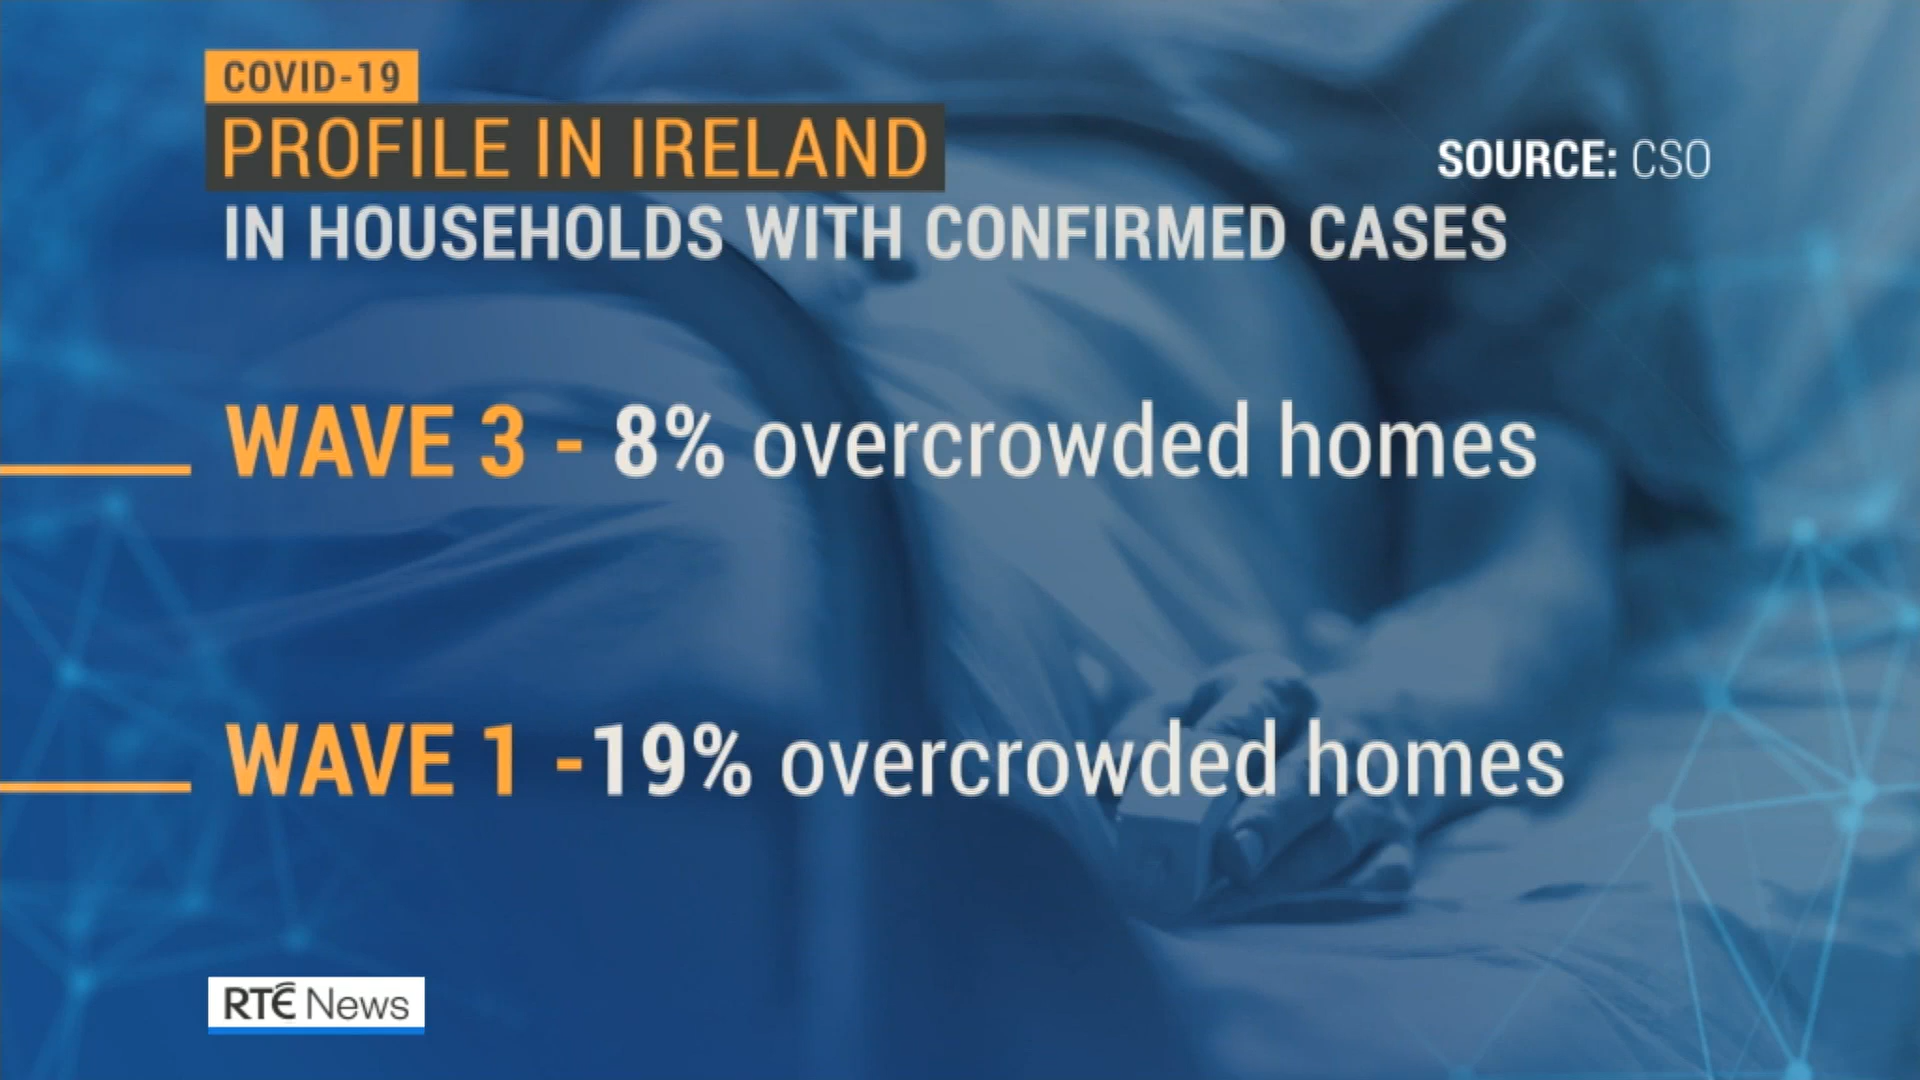 COVID-19
PROFILE IN IRELAND
SOURCE: CSO
IN HOUSEHOLDS WITH CONFIRMED CASES
WAVE 3 - 8% overcrowded homes
WAVE 1 -19% overcrowded homes
RTÉ News